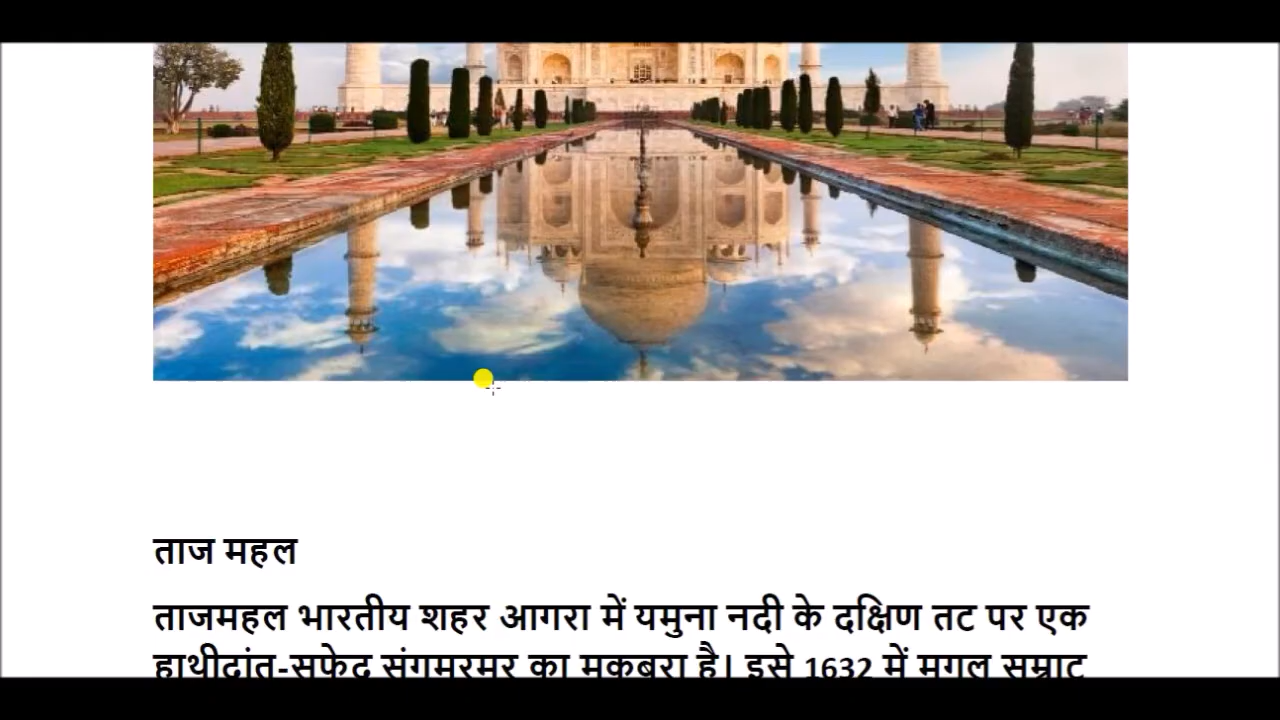 ताज महल
ताजमहल भारतीय शहर आगरा में यमुना नदी के दक्षिण तट पर एक
हाथीदांत-सफेद संगमरमर का मकबरा है। इसे 1632 में मुगल सम्राट